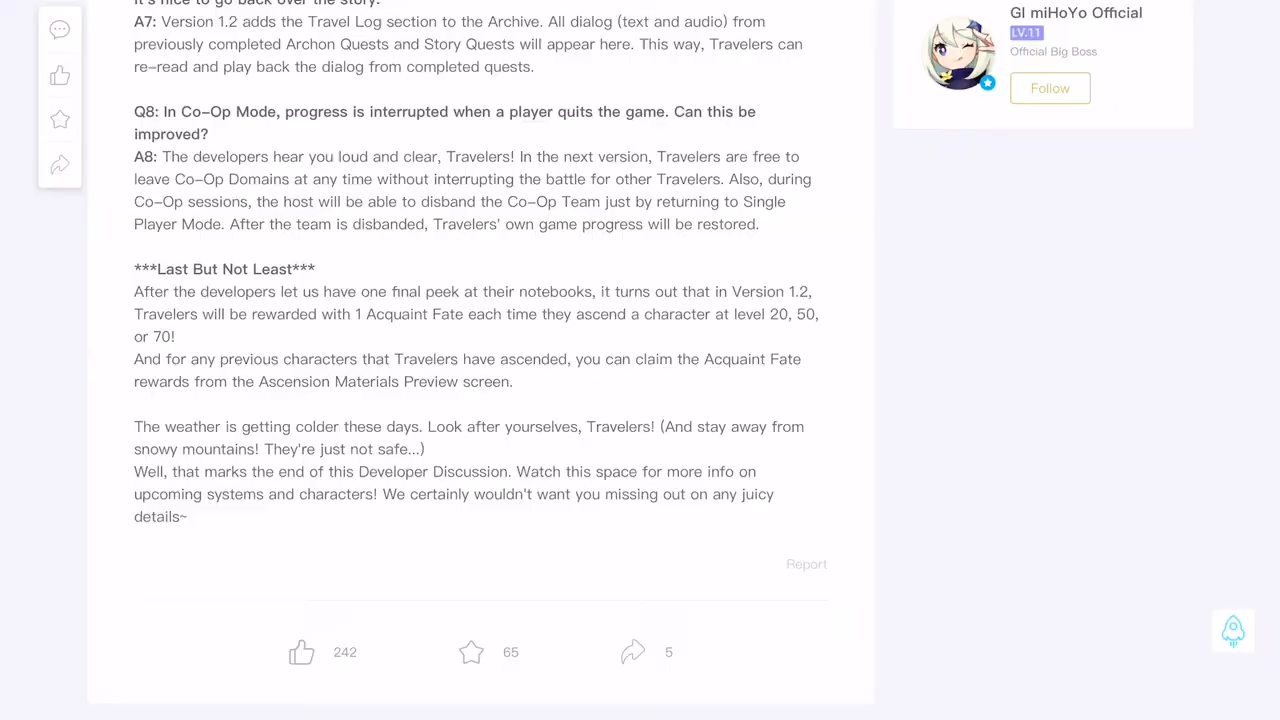 it's nice to go back over the story.
A7: Version 1.2 adds the Travel Log section to the Archive. All dialog (text and audio) from
previously completed Archon Quests and Story Quests will appear here. This way, Travelers can
re-read and play back the dialog from completed quests.
Q8: In Co-Op Mode, progress is interrupted when a player quits the game. Can this be
improved?
A8: The developers hear you loud and clear, Travelers! In the next version, Travelers are free to
leave Co-Op Domains at any time without interrupting the battle for other Travelers. Also, during
Co-Op sessions, the host will be able to disband the Co-Op Team just by returning to Single
Player Mode. After the team is disbanded, Travelers' own game progress will be restored.
***Last But Not Least***
After the developers let us have one final peek at their notebooks, it turns out that in Version 1.2,
Travelers will be rewarded with 1 Acquaint Fate each time they ascend a character at level 20, 50,
or 70!
And for any previous characters that Travelers have ascended, you can claim the Acquaint Fate
rewards from the Ascension Materials Preview screen.
The weather is getting colder these days. Look after yourselves, Travelers! (And stay away from
snowy mountains! They're just not safe...)
Well, that marks the end of this Developer Discussion. Watch this space for more info on
upcoming systems and characters! We certainly wouldn't want you missing out on any juicy
details~
Report
242
65
5
GI miHoYo Official
LV.11
Official Big Boss
Follow